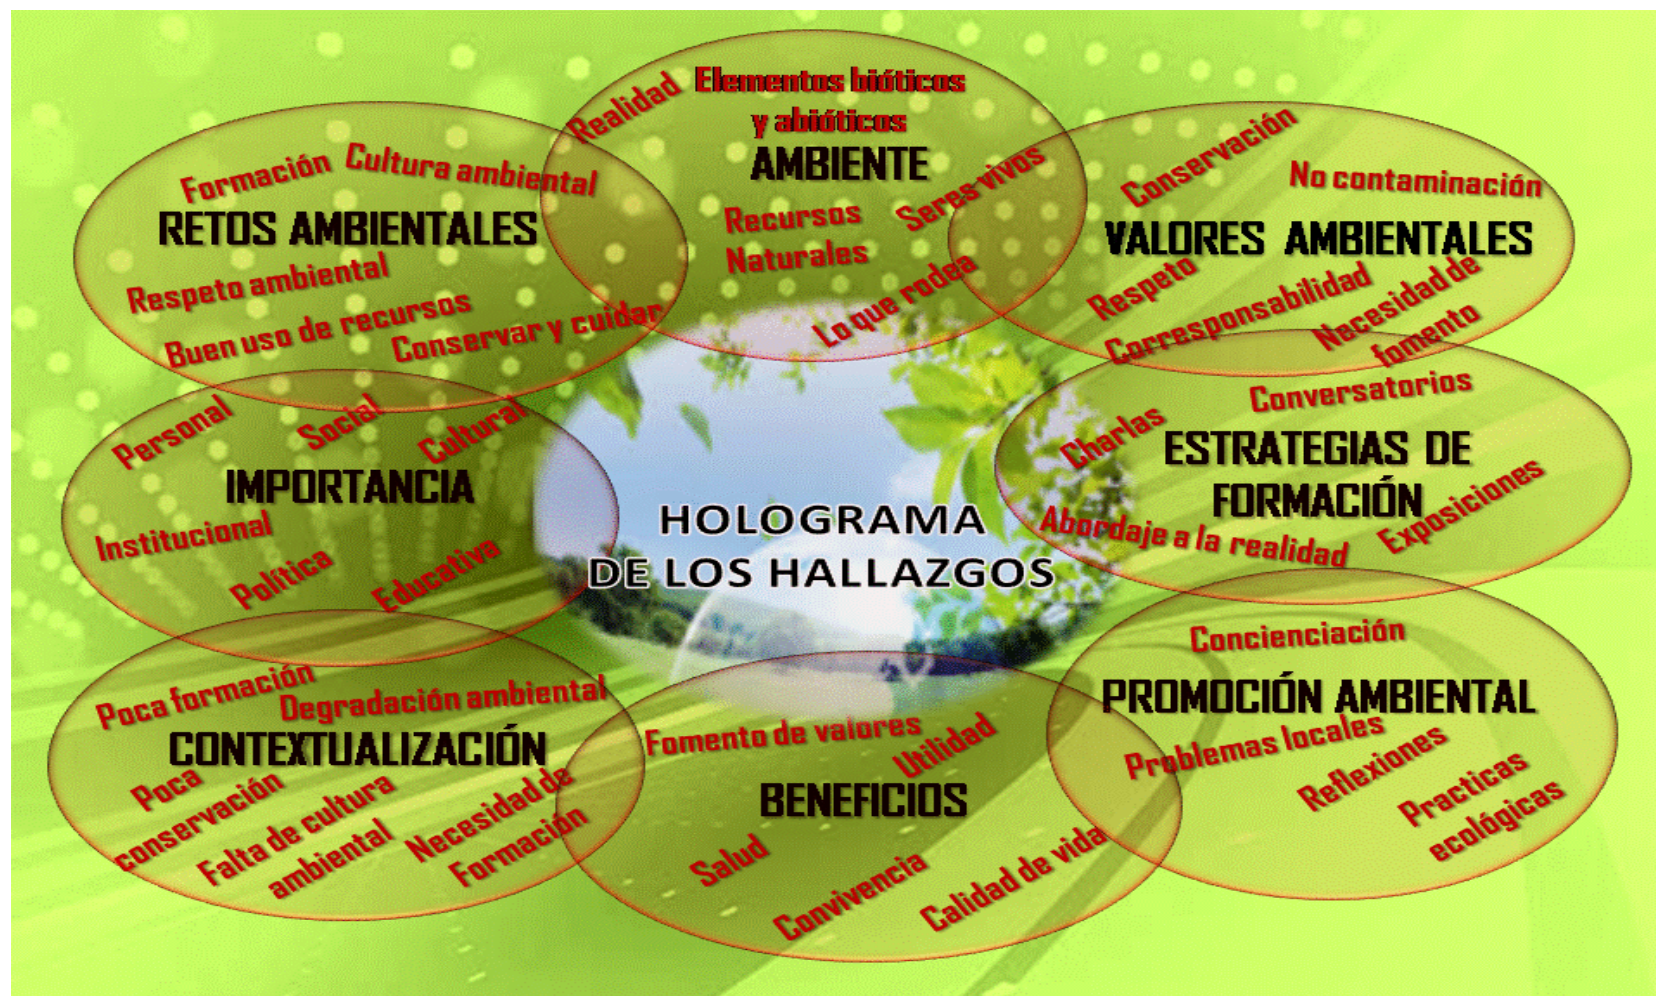 Realidad
Elementos bióticos
y abióticos
AMBIENTE
Recursos
Naturales
Seres vivos
Lo que rodea
Formación
Cultura ambiental
RETOS AMBIENTALES
Respeto ambiental
Buen uso de recursos
Conservar y cuidar
Conservación
No contaminación
VALORES AMBIENTALES
Respeto
Corresponsabilidad
Necesidad de
fomento
Personal
Social
Cultural
IMPORTANCIA
Institucional
Política
Educativa
HOLOGRAMA
DE LOS HALLAZGOS
Conversatorios
Charlas
ESTRATEGIAS DE
FORMACIÓN
Abordaje a la realidad
Exposiciones
Poca formación
Degradación ambiental
CONTEXTUALIZACIÓN
Poca
conservación
Falta de cultura
ambiental
Necesidad de
Formación
Fomento de valores
Utilidad
BENEFICIOS
Salud
Convivencia
Calidad de vida
Concienciación
PROMOCIÓN AMBIENTAL
Problemas locales
Reflexiones
Practicas
ecológicas